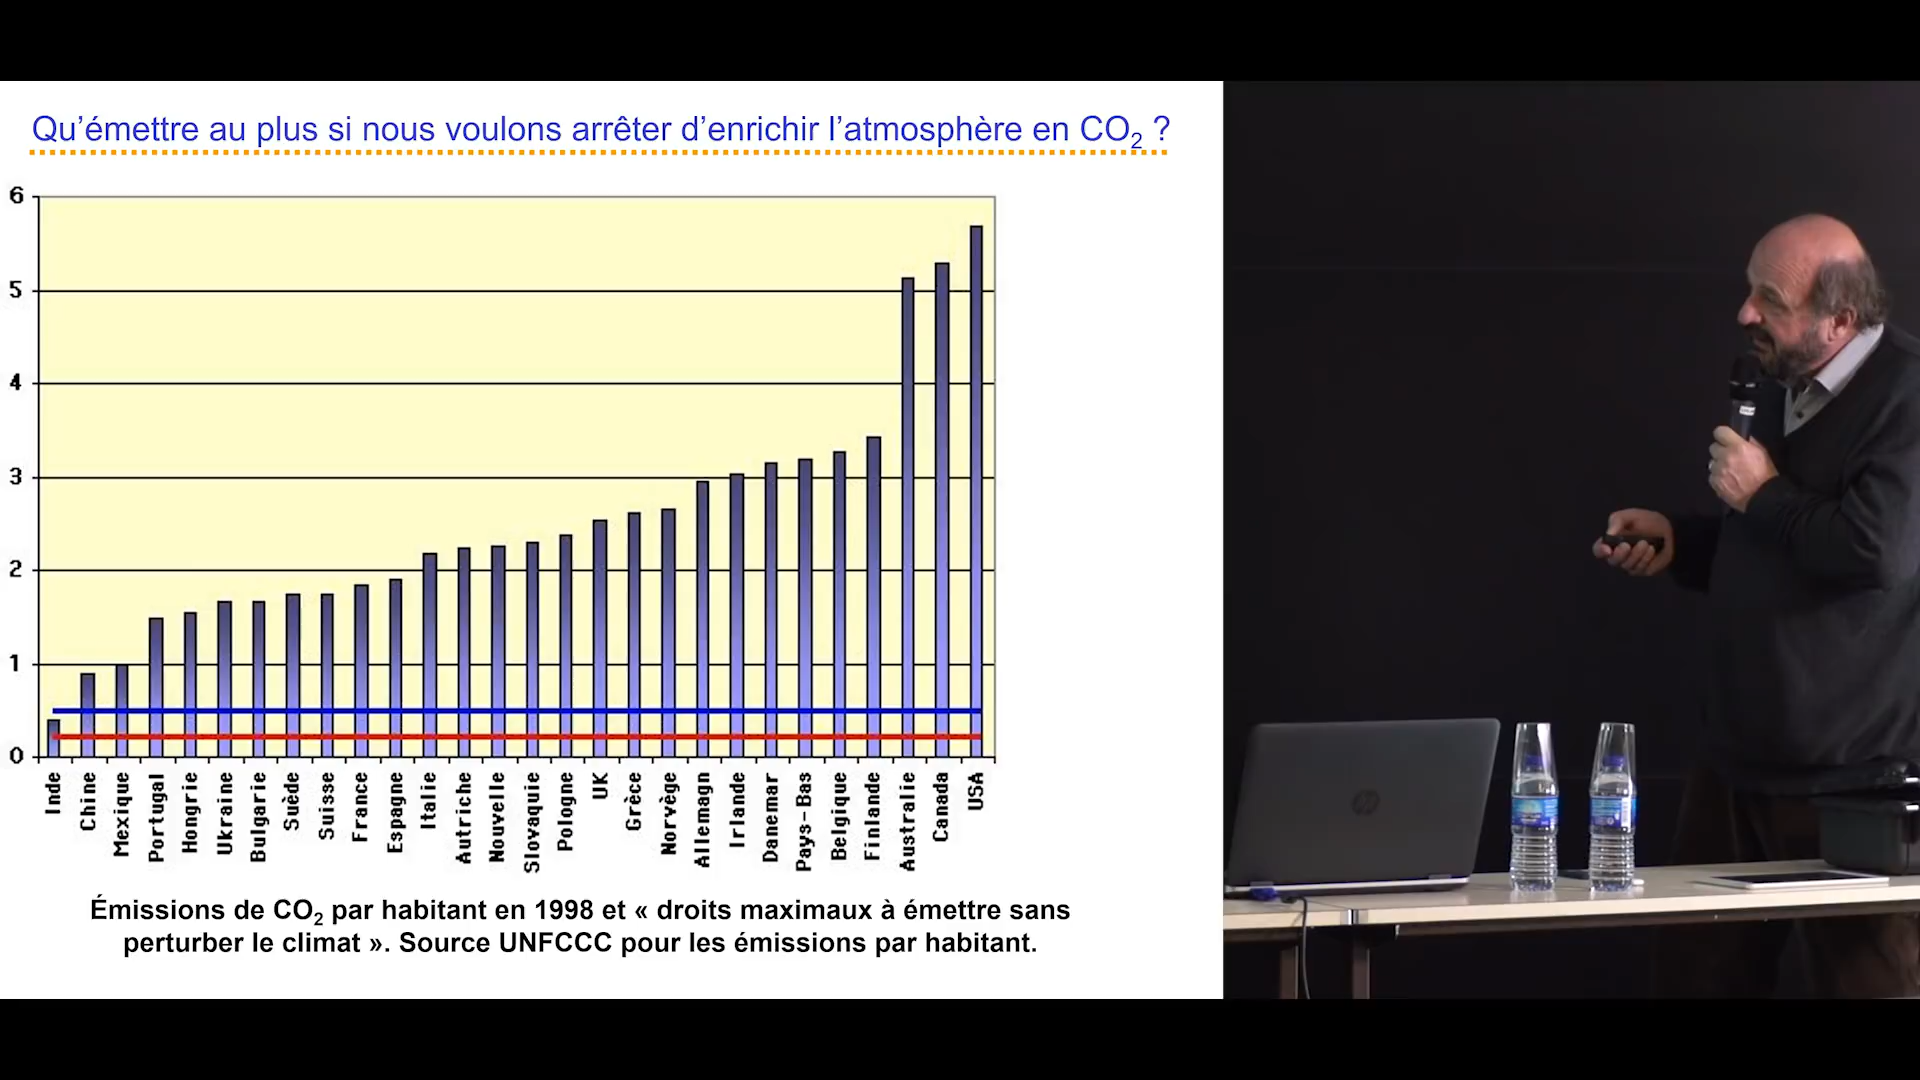 Qu’émettre au plus si nous voulons arrêter d’enrichir l’atmosphère en CO₂ ?
6
5
4
3
2
1
0
Inde
Chine
Mexique
Portugal
Hongrie
Ukraine
Bulgarie
Suède
Suisse
France
Espagne
Italie
Autriche
Nouvelle
Slovaquie
Pologne
UK
Grèce
Norvège
Allemagn
Irlande
Danemar
Pays-Bas
Belgique
Finlande
Australie
Canada
USA
Émissions de CO₂ par habitant en 1998 et « droits maximaux à émettre sans
perturber le climat ». Source UNFCCC pour les émissions par habitant.
hp